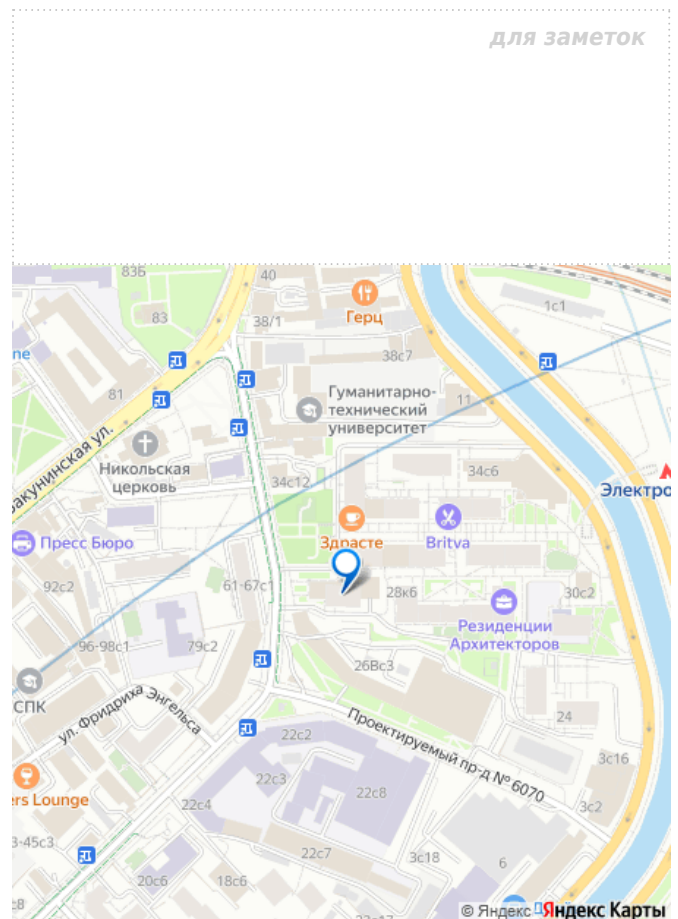 для заметок
83Б
40
83
38/1
Герц
1с1
38с7
81
Гуманитарно-
технический
университет
11
Бакунинская ул.
Никольская
церковь
34с12
34с6
Электро
Пресс Бюро
Здрасте
Britva
92с2
61-67с1
28к6
30с2
Резиденции
Архитекторов
96-98с1
79с2
26Вс3
СПК
ул. Фридриха Энгельса
24
22с2
Проектируемый пр-д № 6070
22с3
22с8
3с16
ers Lounge
22с4
3с2
3-45с3
22с7
3с18
6
20с6
18с6
© Яндекс
Яндекс Карты